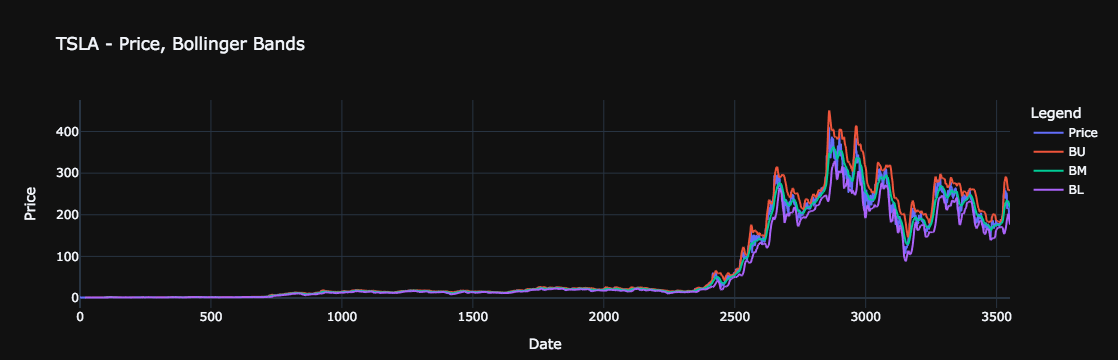 TSLA - Price, Bollinger Bands
Legend
Price
BU
BM
BL
Price
400
300
200
100
0
0 500 1000 1500 2000 2500 3000 3500
Date